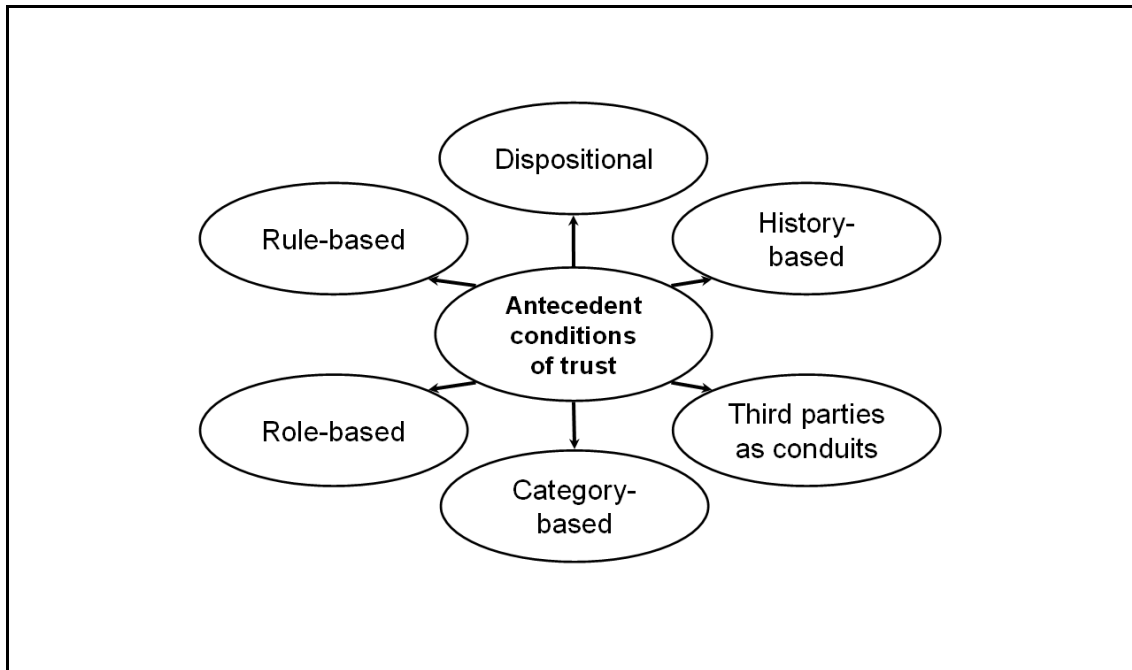 Dispositional
Rule-based
History-
based
Antecedent
conditions
of trust
Role-based
Third parties
as conduits
Category-
based